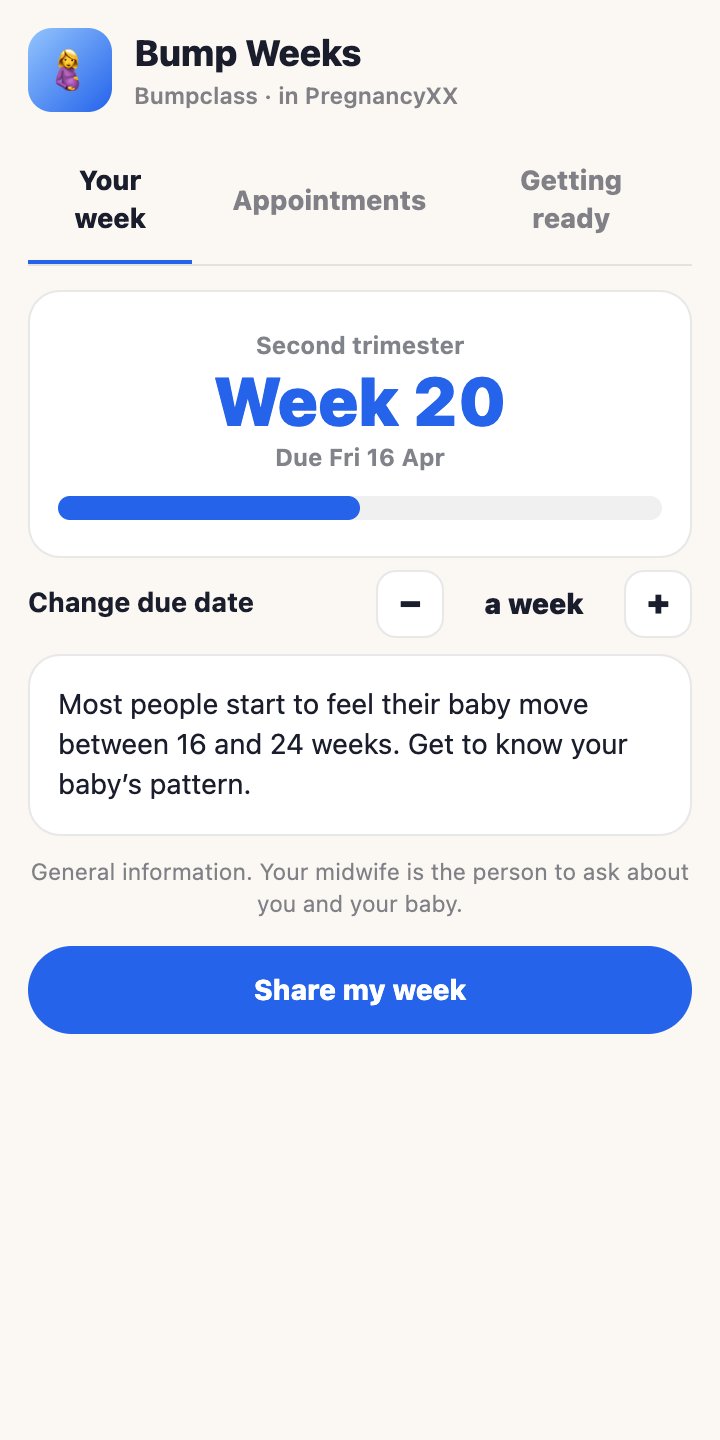 Bump Weeks
Bumpclass · in PregnancyXX
Your
week
Appointments
Getting
ready
Second trimester
Week 20
Due Fri 16 Apr
Change due date
− a week +
Most people start to feel their baby move
between 16 and 24 weeks. Get to know your
baby’s pattern.
General information. Your midwife is the person to ask about
you and your baby.
Share my week